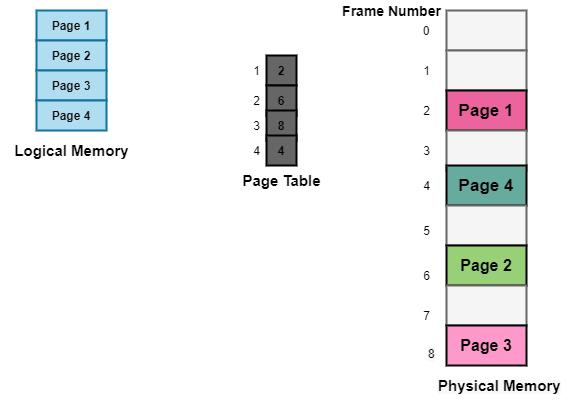 Page 1
Page 2
Page 3
Page 4
Logical Memory
1 2
2 6
3 8
4 4
Page Table
Frame Number
0
1
2 Page 1
3
4 Page 4
5
6 Page 2
7
8 Page 3
Physical Memory